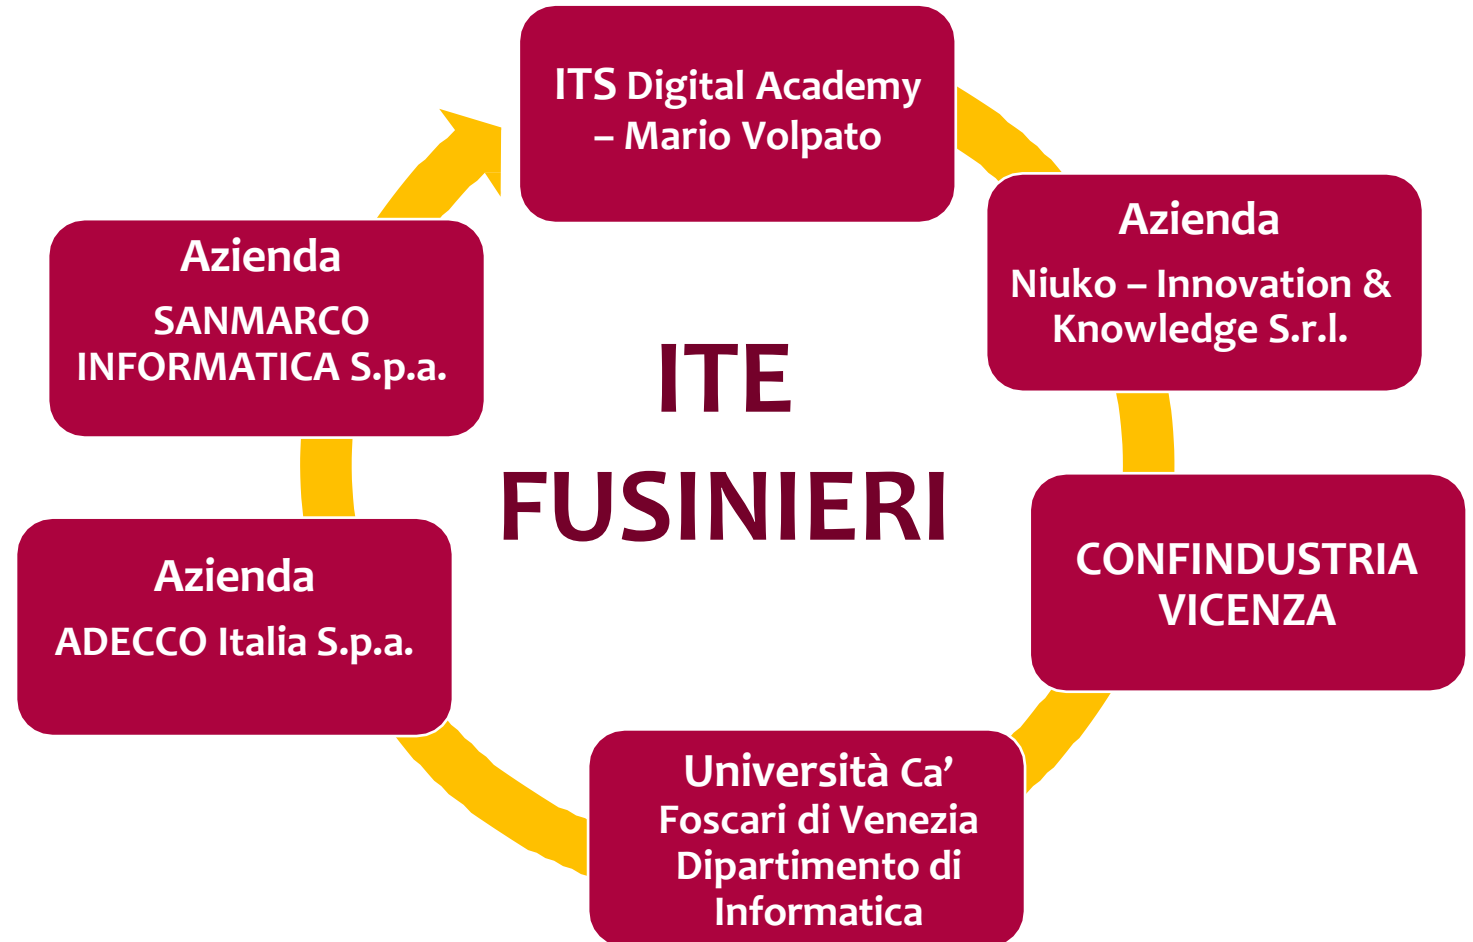 ITS Digital Academy
– Mario Volpato
Azienda
Niuko – Innovation &
Knowledge S.r.l.
CONFINDUSTRIA
VICENZA
Università Ca’
Foscari di Venezia
Dipartimento di
Informatica
Azienda
ADECCO Italia S.p.a.
Azienda
SANMARCO
INFORMATICA S.p.a.
ITE
FUSINIERI